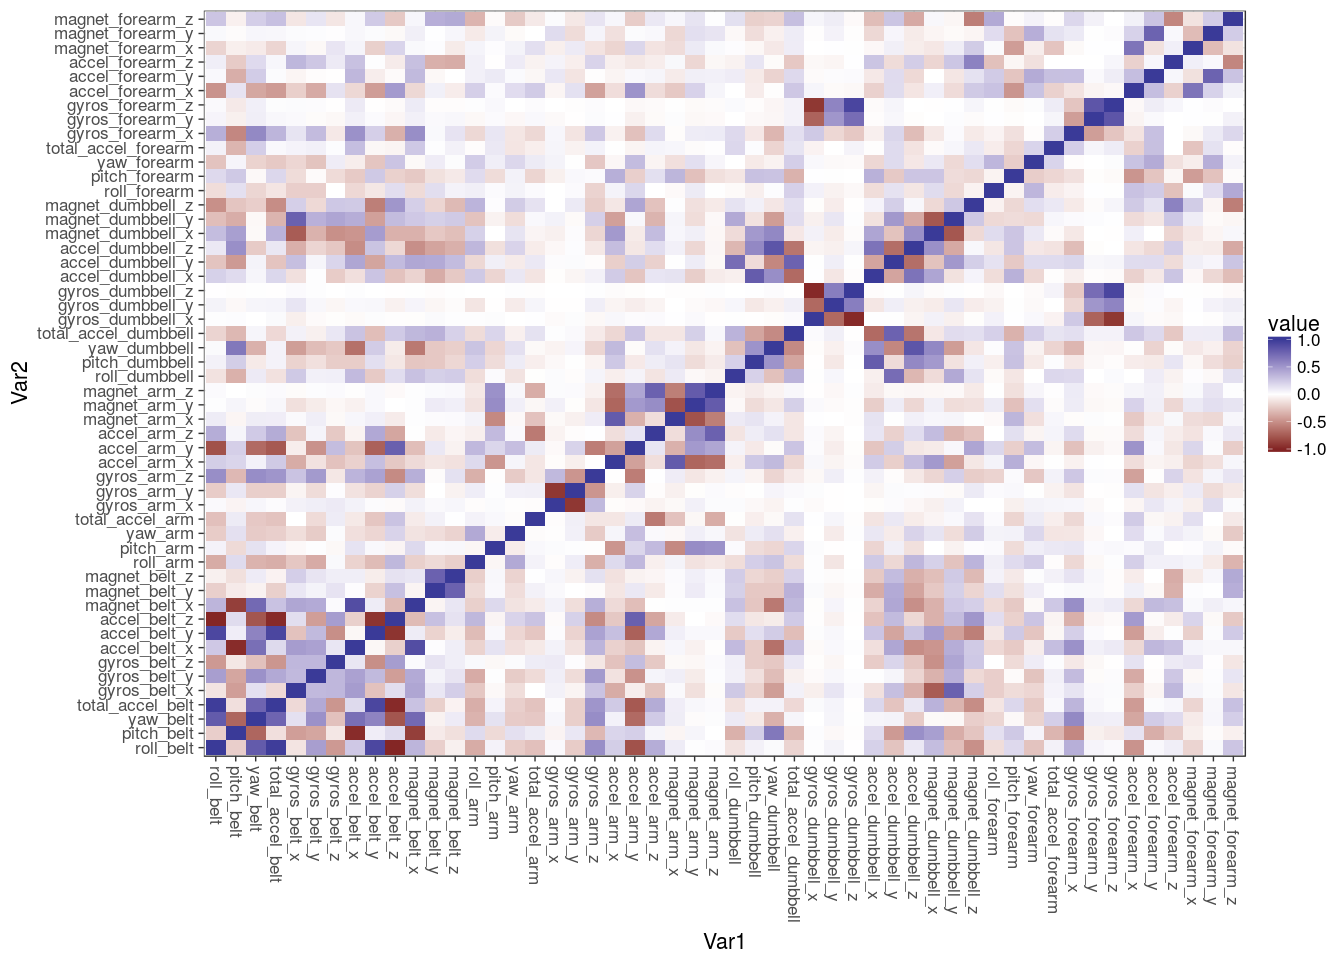 magnet_forearm_z
magnet_forearm_y
magnet_forearm_x
accel_forearm_z
accel_forearm_y
accel_forearm_x
gyros_forearm_z
gyros_forearm_y
gyros_forearm_x
total_accel_forearm
yaw_forearm
pitch_forearm
roll_forearm
magnet_dumbbell_z
magnet_dumbbell_y
magnet_dumbbell_x
accel_dumbbell_z
accel_dumbbell_y
accel_dumbbell_x
gyros_dumbbell_z
gyros_dumbbell_y
gyros_dumbbell_x
total_accel_dumbbell
yaw_dumbbell
pitch_dumbbell
roll_dumbbell
magnet_arm_z
magnet_arm_y
magnet_arm_x
accel_arm_z
accel_arm_y
accel_arm_x
gyros_arm_z
gyros_arm_y
gyros_arm_x
total_accel_arm
yaw_arm
pitch_arm
roll_arm
magnet_belt_z
magnet_belt_y
magnet_belt_x
accel_belt_z
accel_belt_y
accel_belt_x
gyros_belt_z
gyros_belt_y
gyros_belt_x
total_accel_belt
yaw_belt
pitch_belt
roll_belt
Var2
roll_belt
pitch_belt
yaw_belt
total_accel_belt
gyros_belt_x
gyros_belt_y
gyros_belt_z
accel_belt_x
accel_belt_y
accel_belt_z
magnet_belt_x
magnet_belt_y
magnet_belt_z
roll_arm
pitch_arm
yaw_arm
total_accel_arm
gyros_arm_x
gyros_arm_y
gyros_arm_z
accel_arm_x
accel_arm_y
accel_arm_z
magnet_arm_x
magnet_arm_y
magnet_arm_z
roll_dumbbell
pitch_dumbbell
yaw_dumbbell
total_accel_dumbbell
gyros_dumbbell_x
gyros_dumbbell_y
gyros_dumbbell_z
accel_dumbbell_x
accel_dumbbell_y
accel_dumbbell_z
magnet_dumbbell_x
magnet_dumbbell_y
magnet_dumbbell_z
roll_forearm
pitch_forearm
yaw_forearm
total_accel_forearm
gyros_forearm_x
gyros_forearm_y
gyros_forearm_z
accel_forearm_x
accel_forearm_y
accel_forearm_z
magnet_forearm_x
magnet_forearm_y
magnet_forearm_z
Var1
value
1.0
0.5
0.0
-0.5
-1.0